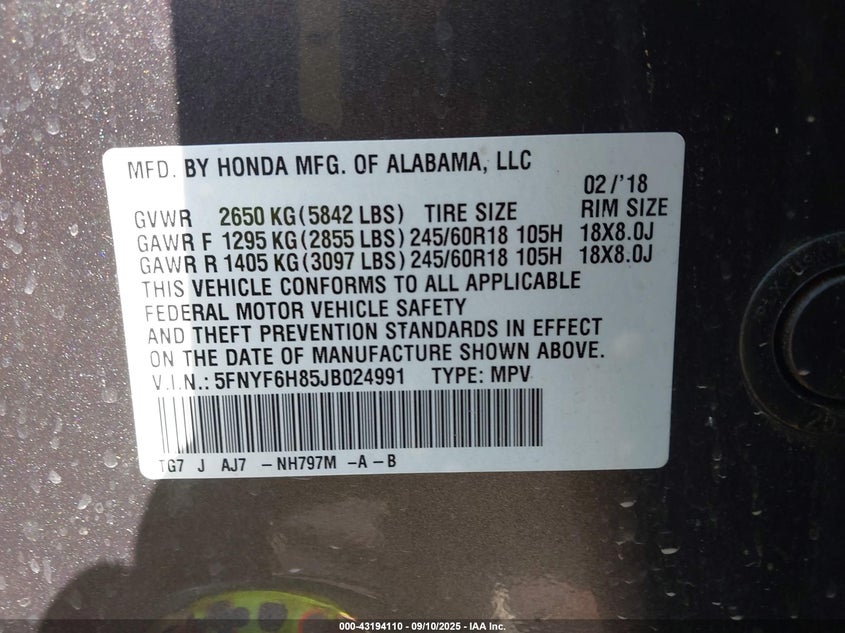 MFD. BY HONDA MFG. OF ALABAMA, LLC
02/'18
GVWR 2650 KG(5842 LBS) TIRE SIZE RIM SIZE
GAWR F 1295 KG(2855 LBS) 245/60R18 105H 18X8.0J
GAWR R 1405 KG(3097 LBS) 245/60R18 105H 18X8.0J
THIS VEHICLE CONFORMS TO ALL APPLICABLE
FEDERAL MOTOR VEHICLE SAFETY
AND THEFT PREVENTION STANDARDS IN EFFECT
ON THE DATE OF MANUFACTURE SHOWN ABOVE.
V.I.N.: 5FNYF6H85JB024991 TYPE: MPV
TG7 J AJ7 -NH797M -A-B
000-43194110 - 09/10/2025 - IAA Inc.